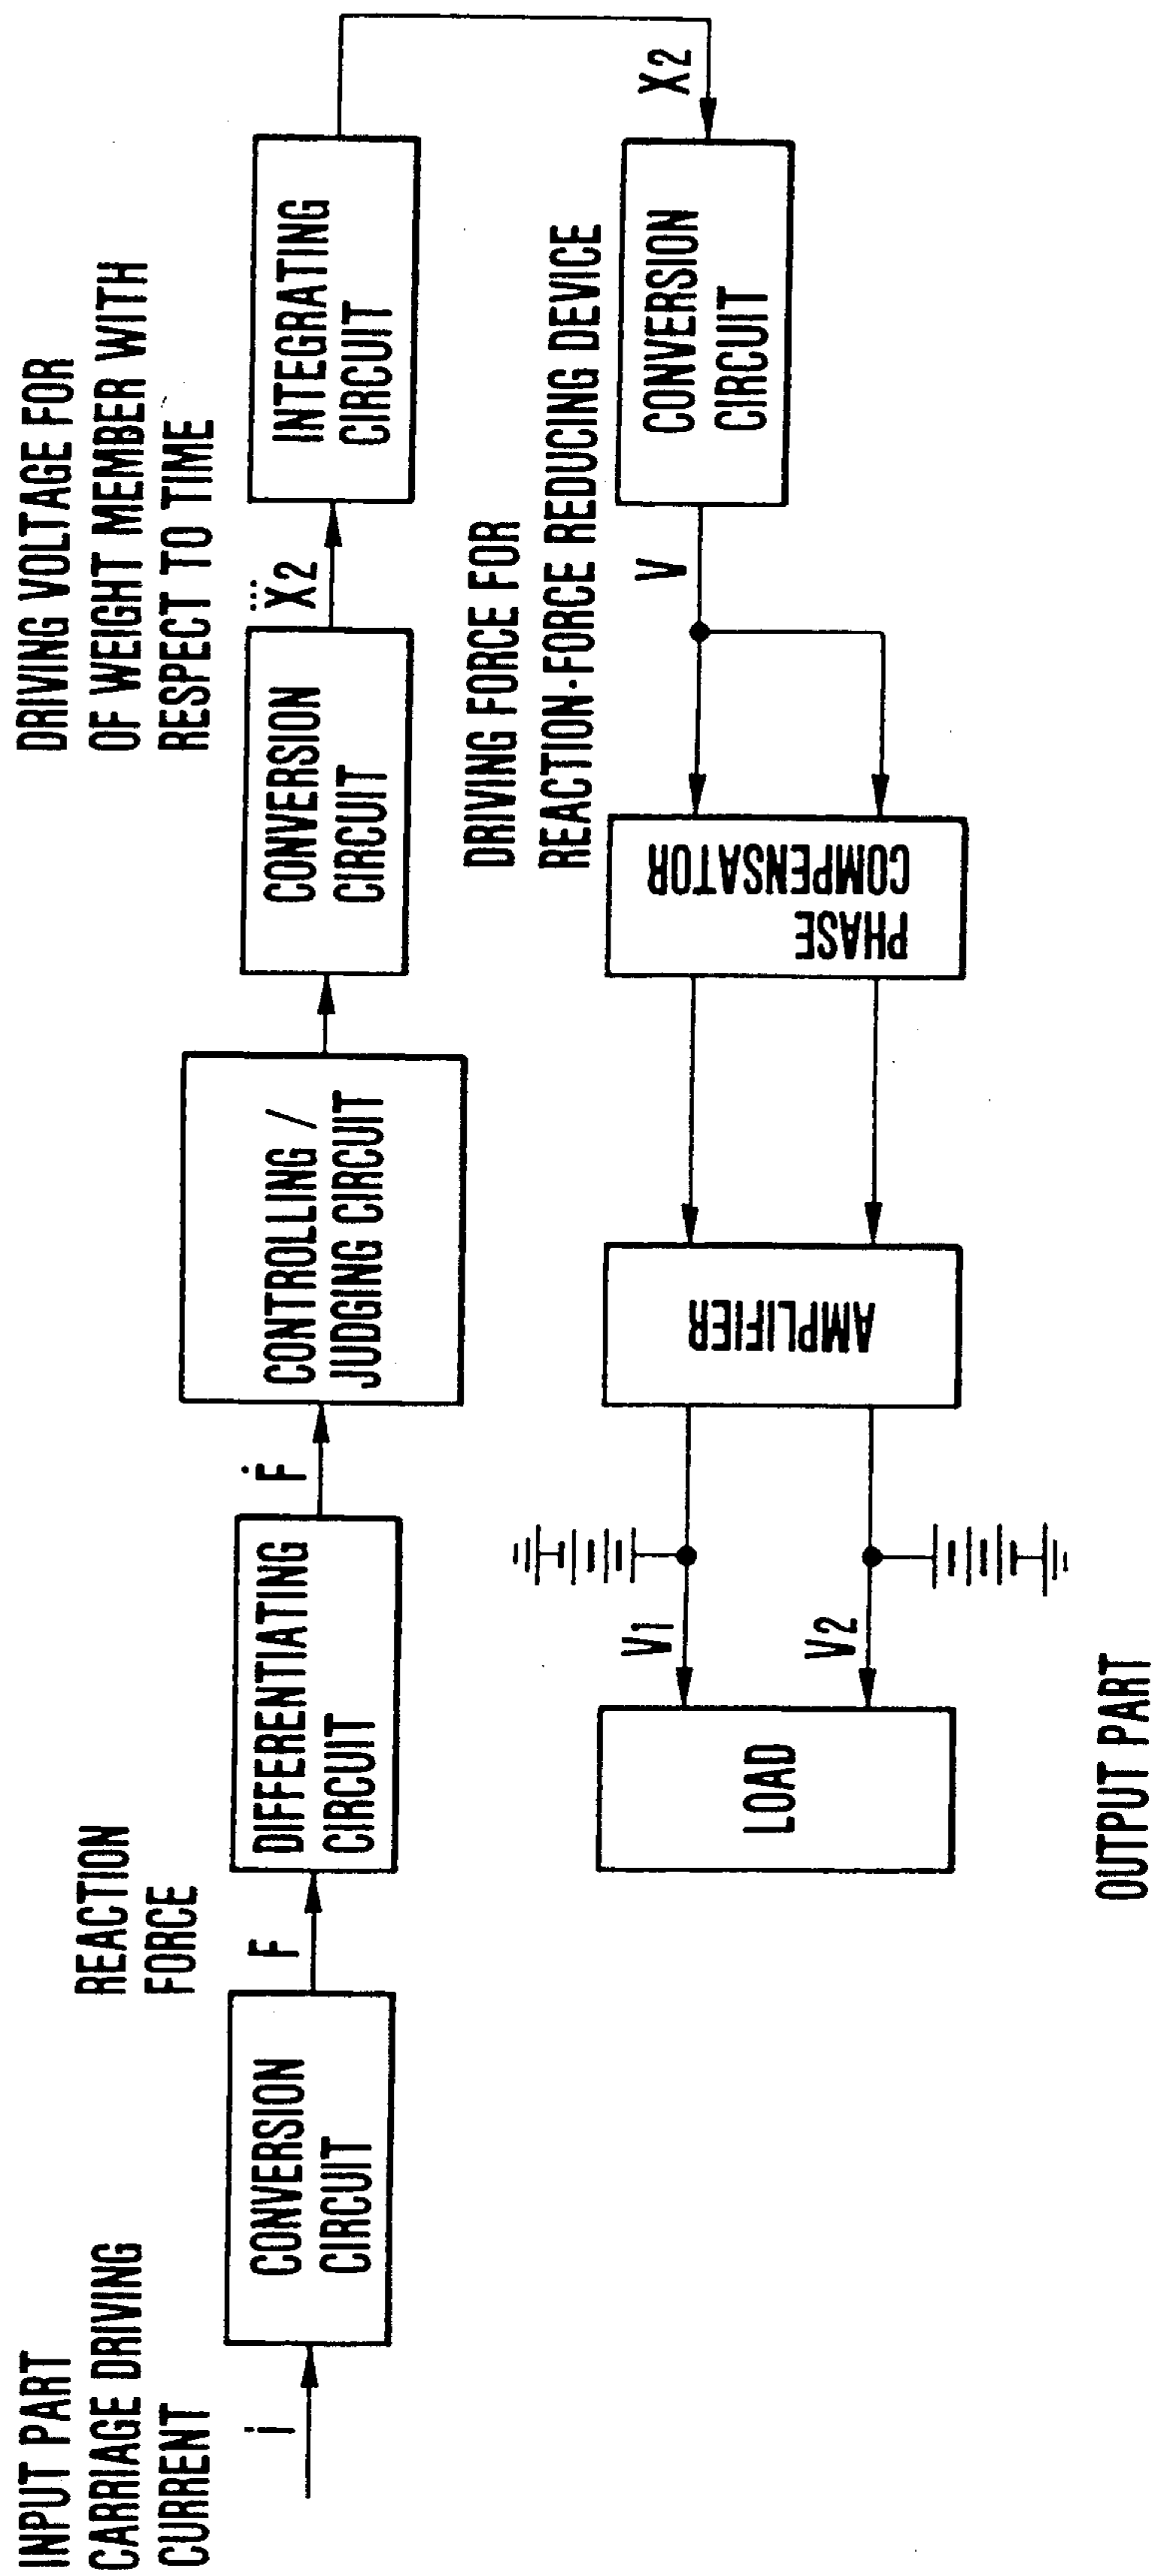 INPUT PART
CARRIAGE DRIVING
CURRENT
i
CONVERSION
CIRCUIT
REACTION
FORCE
F
DIFFERENTIATING
CIRCUIT
Ḟ
CONTROLLING /
JUDGING CIRCUIT
CONVERSION
CIRCUIT
DRIVING VOLTAGE FOR
OF WEIGHT MEMBER WITH
RESPECT TO TIME
X⃛2
INTEGRATING
CIRCUIT
X2
CONVERSION
CIRCUIT
DRIVING FORCE FOR
REACTION-FORCE REDUCING DEVICE
V
PHASE
COMPENSATOR
AMPLIFIER
V1
V2
LOAD
OUTPUT PART